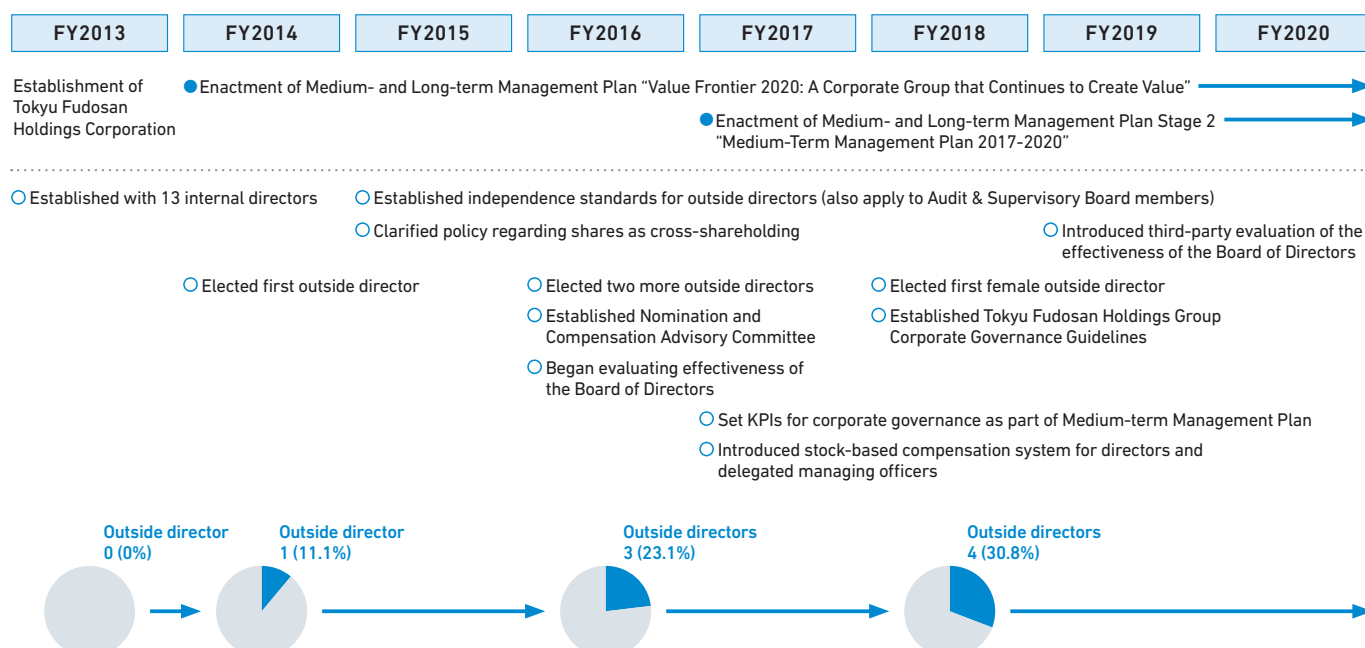 FY2013
FY2014
FY2015
FY2016
FY2017
FY2018
FY2019
FY2020
Establishment of
Tokyu Fudosan
Holdings Corporation
Enactment of Medium- and Long-term Management Plan “Value Frontier 2020: A Corporate Group that Continues to Create Value”
Enactment of Medium- and Long-term Management Plan Stage 2
“Medium-Term Management Plan 2017-2020”
Established with 13 internal directors
Established independence standards for outside directors (also apply to Audit & Supervisory Board members)
Clarified policy regarding shares as cross-shareholding
Introduced third-party evaluation of the
effectiveness of the Board of Directors
Elected first outside director
Elected two more outside directors
Elected first female outside director
Established Nomination and
Compensation Advisory Committee
Established Tokyu Fudosan Holdings Group
Corporate Governance Guidelines
Began evaluating effectiveness of
the Board of Directors
Set KPIs for corporate governance as part of Medium-term Management Plan
Introduced stock-based compensation system for directors and
delegated managing officers
Outside director
0 (0%)
Outside director
1 (11.1%)
Outside directors
3 (23.1%)
Outside directors
4 (30.8%)